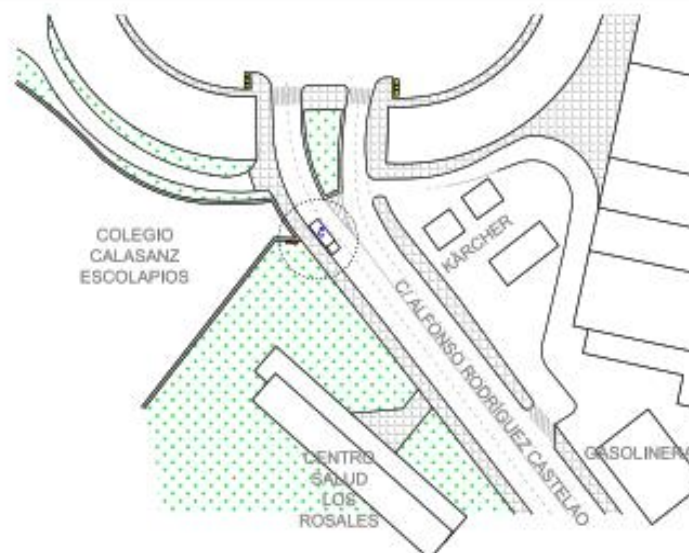 COLEGIO
CALASANZ
ESCOLAPIOS
KÄRCHER
C/ ALFONSO RODRÍGUEZ CASTELAO
GASOLINERA
CENTRO
SALUD
LOS
ROSALES